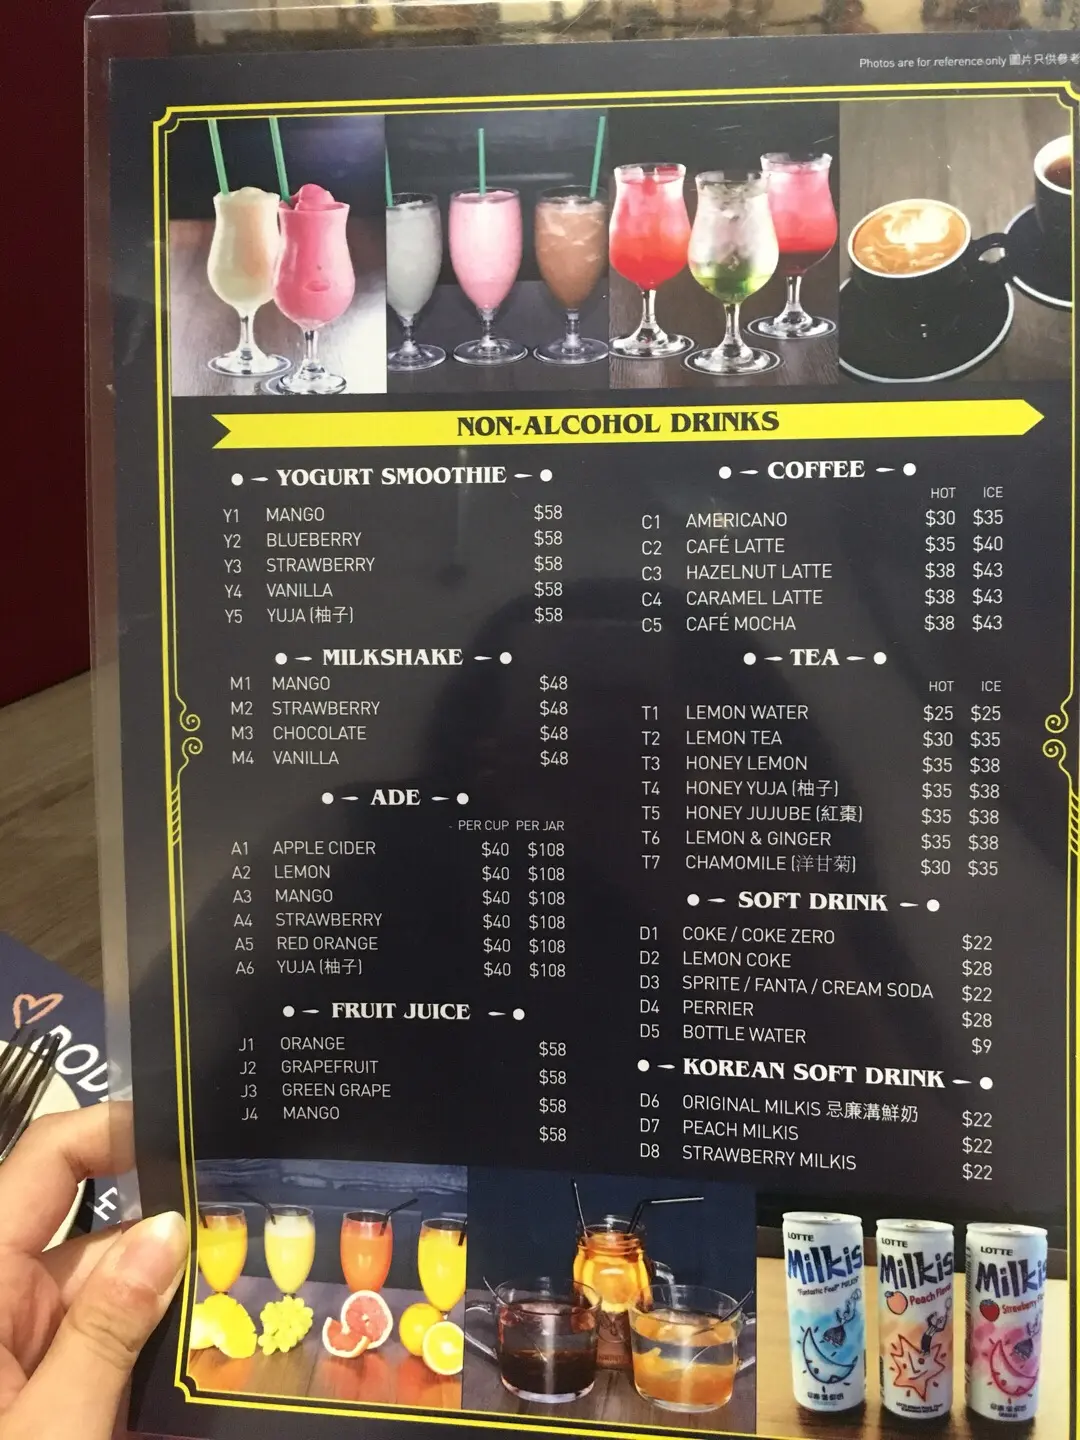 Photos are for reference only 圖片只供參考
NON-ALCOHOL DRINKS
YOGURT SMOOTHIE
Y1 MANGO $58
Y2 BLUEBERRY $58
Y3 STRAWBERRY $58
Y4 VANILLA $58
Y5 YUJA (柚子) $58
MILKSHAKE
M1 MANGO $48
M2 STRAWBERRY $48
M3 CHOCOLATE $48
M4 VANILLA $48
ADE
PER CUP PER JAR
A1 APPLE CIDER $40 $108
A2 LEMON $40 $108
A3 MANGO $40 $108
A4 STRAWBERRY $40 $108
A5 RED ORANGE $40 $108
A6 YUJA (柚子) $40 $108
FRUIT JUICE
J1 ORANGE $58
J2 GRAPEFRUIT $58
J3 GREEN GRAPE $58
J4 MANGO $58
COFFEE
HOT ICE
C1 AMERICANO $30 $35
C2 CAFÉ LATTE $35 $40
C3 HAZELNUT LATTE $38 $43
C4 CARAMEL LATTE $38 $43
C5 CAFÉ MOCHA $38 $43
TEA
HOT ICE
T1 LEMON WATER $25 $25
T2 LEMON TEA $30 $35
T3 HONEY LEMON $35 $38
T4 HONEY YUJA (柚子) $35 $38
T5 HONEY JUJUBE (紅棗) $35 $38
T6 LEMON & GINGER $35 $38
T7 CHAMOMILE (洋甘菊) $30 $35
SOFT DRINK
D1 COKE / COKE ZERO $22
D2 LEMON COKE $28
D3 SPRITE / FANTA / CREAM SODA $22
D4 PERRIER $28
D5 BOTTLE WATER $9
KOREAN SOFT DRINK
D6 ORIGINAL MILKIS 忌廉溝鮮奶 $22
D7 PEACH MILKIS $22
D8 STRAWBERRY MILKIS $22
LOTTE
Milkis
"Fantastic Feel" MILKIS
LOTTE
Milkis
Peach Flavor
LOTTE
Milkis
Strawberry